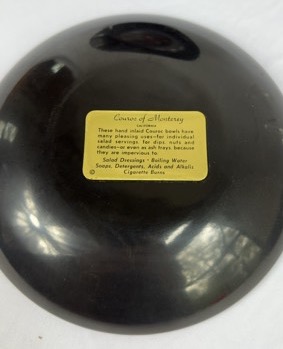 Couroc of Monterey
CALIFORNIA
These hand inlaid Couroc bowls have
many pleasing uses—for individual
salad servings, for dips, nuts and
candies—or even as ash trays, because
they are impervious to:
Salad Dressings - Boiling Water
Soaps, Detergents, Acids and Alkalis
Cigarette Burns
©